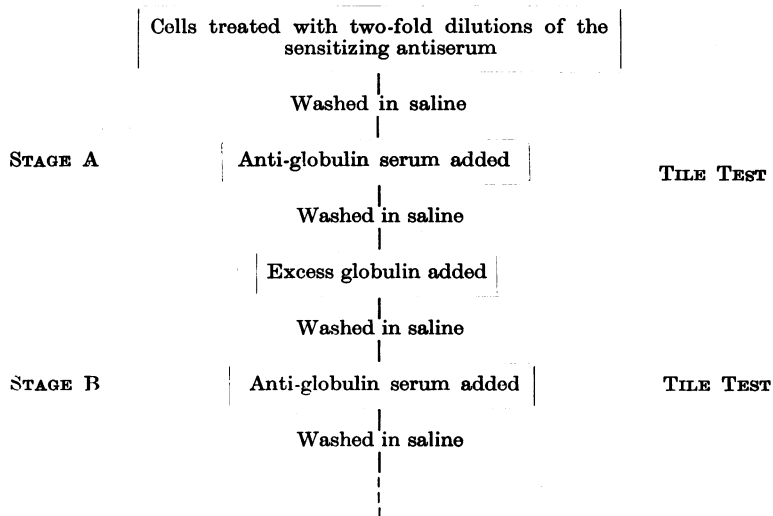 Cells treated with two-fold dilutions of the
sensitizing antiserum
Washed in saline
STAGE A
Anti-globulin serum added
TILE TEST
Washed in saline
Excess globulin added
Washed in saline
STAGE B
Anti-globulin serum added
TILE TEST
Washed in saline